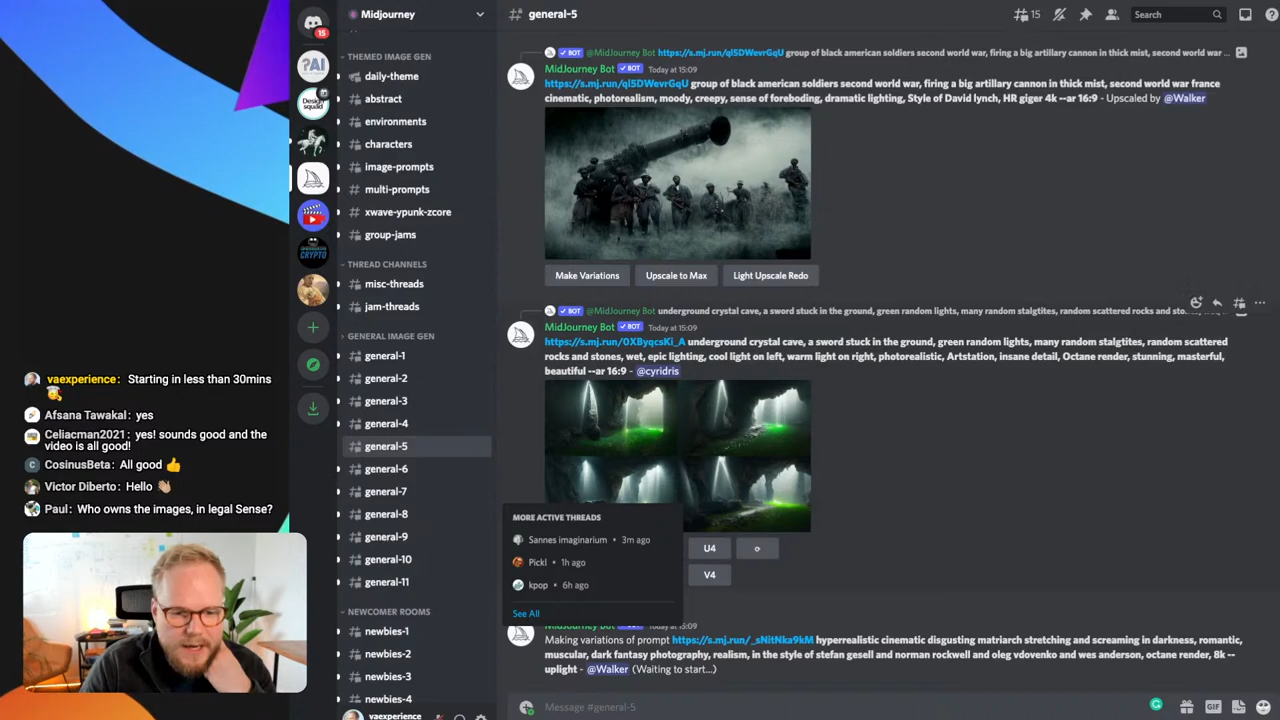 Midjourney
THEMED IMAGE GEN
daily-theme
abstract
environments
characters
image-prompts
multi-prompts
xwave-ypunk-zcore
group-jams
THREAD CHANNELS
misc-threads
jam-threads
GENERAL IMAGE GEN
general-1
general-2
general-3
general-4
general-5
general-6
general-7
general-8
general-9
general-10
general-11
NEWCOMER ROOMS
newbies-1
newbies-2
newbies-3
newbies-4
vaexperience
15
?AI
Design squid
CRYPTO
vaexperience: Starting in less than 30mins
Afsana Tawakal: yes
Celiacman2021: yes! sounds good and the
video is all good!
CosinusBeta: All good
Victor Diberto: Hello
Paul: Who owns the images, in legal Sense?
general-5
15
Search
BOT @MidJourney Bot https://s.mj.run/ql5DWevrGqU group of black american soldiers second world war, firing a big artillery cannon in thick mist, second world war ...
MidJourney Bot BOT Today at 15:09
https://s.mj.run/ql5DWevrGqU group of black american soldiers second world war, firing a big artillery cannon in thick mist, second world war france
cinematic, photorealism, moody, creepy, sense of foreboding, dramatic lighting, Style of David lynch, HR giger 4k --ar 16:9 - Upscaled by @Walker
Make Variations
Upscale to Max
Light Upscale Redo
BOT @MidJourney Bot underground crystal cave, a sword stuck in the ground, green random lights, many random stalgtites, random scattered rocks and sto...
MidJourney Bot BOT Today at 15:09
https://s.mj.run/0XByqcsKi_A underground crystal cave, a sword stuck in the ground, green random lights, many random stalgtites, random scattered
rocks and stones, wet, epic lighting, cool light on left, warm light on right, photorealistic, Artstation, insane detail, Octane render, stunning, masterful,
beautiful --ar 16:9 - @cyridris
MORE ACTIVE THREADS
Sannes imaginarium • 3m ago
Pickl • 1h ago
kpop • 6h ago
See All
U4
V4
BOT Today at 15:09
Making variations of prompt https://s.mj.run/_sNitNka9kM hyperrealistic cinematic disgusting matriarch stretching and screaming in darkness, romantic,
muscular, dark fantasy photography, realism, in the style of stefan gesell and norman rockwell and oleg vdovenko and wes anderson, octane render, 8k --
uplight - @Walker (Waiting to start...)
Message #general-5
GIF